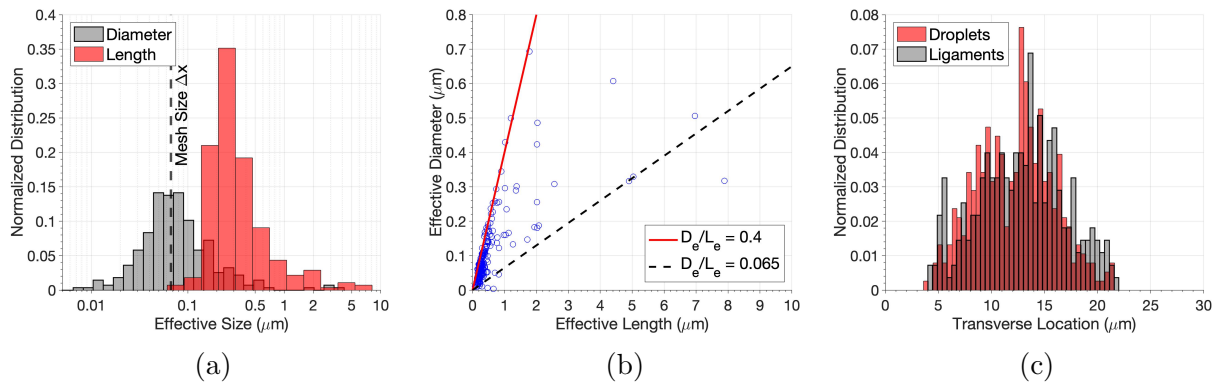 Diameter
Length
Mesh Size Δx
Normalized Distribution
0.4
0.35
0.3
0.25
0.2
0.15
0.1
0.05
0
0.01
0.1
0.5
1
2
10
Effective Size (μm)
(a)
Effective Diameter (μm)
0.8
0.7
0.6
0.5
0.4
0.3
0.2
0.1
0
D_e/L_e = 0.4
D_e/L_e = 0.065
0 1 2 3 4 5 6 7 8 9 10
Effective Length (μm)
(b)
Droplets
Ligaments
Normalized Distribution
0.08
0.07
0.06
0.05
0.04
0.03
0.02
0.01
0
0 5 10 15 20 25 30
Transverse Location (μm)
(c)